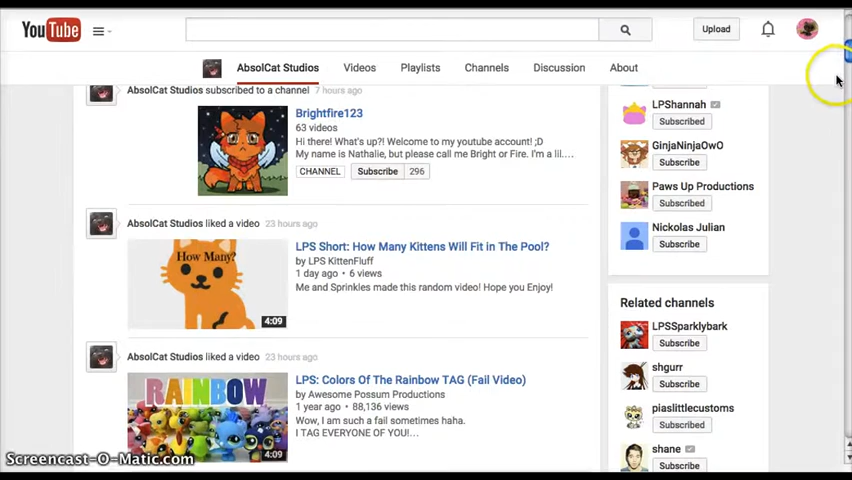 YouTube
Upload
AbsolCat Studios Videos Playlists Channels Discussion About
AbsolCat Studios subscribed to a channel 7 hours ago
Brightfire123
63 videos
Hi there! What's up?! Welcome to my youtube account! ;D
My name is Nathalie, but please call me Bright or Fire. I'm a lil....
CHANNEL Subscribe 296
AbsolCat Studios liked a video 23 hours ago
How Many?
4:09
LPS Short: How Many Kittens Will Fit in The Pool?
by LPS KittenFluff
1 day ago • 6 views
Me and Sprinkles made this random video! Hope you Enjoy!
AbsolCat Studios liked a video 23 hours ago
RAINBOW
4:09
LPS: Colors Of The Rainbow TAG (Fail Video)
by Awesome Possum Productions
1 year ago • 88,136 views
Wow, I am such a fail sometimes haha.
I TAG EVERYONE OF YOU!...
LPShannah
Subscribed
GinjaNinjaOwO
Subscribe
Paws Up Productions
Subscribed
Nickolas Julian
Subscribe
Related channels
LPSSparklybark
Subscribe
shgurr
Subscribe
piaslittlecustoms
Subscribed
shane
Subscribe
Screencast-O-Matic.com